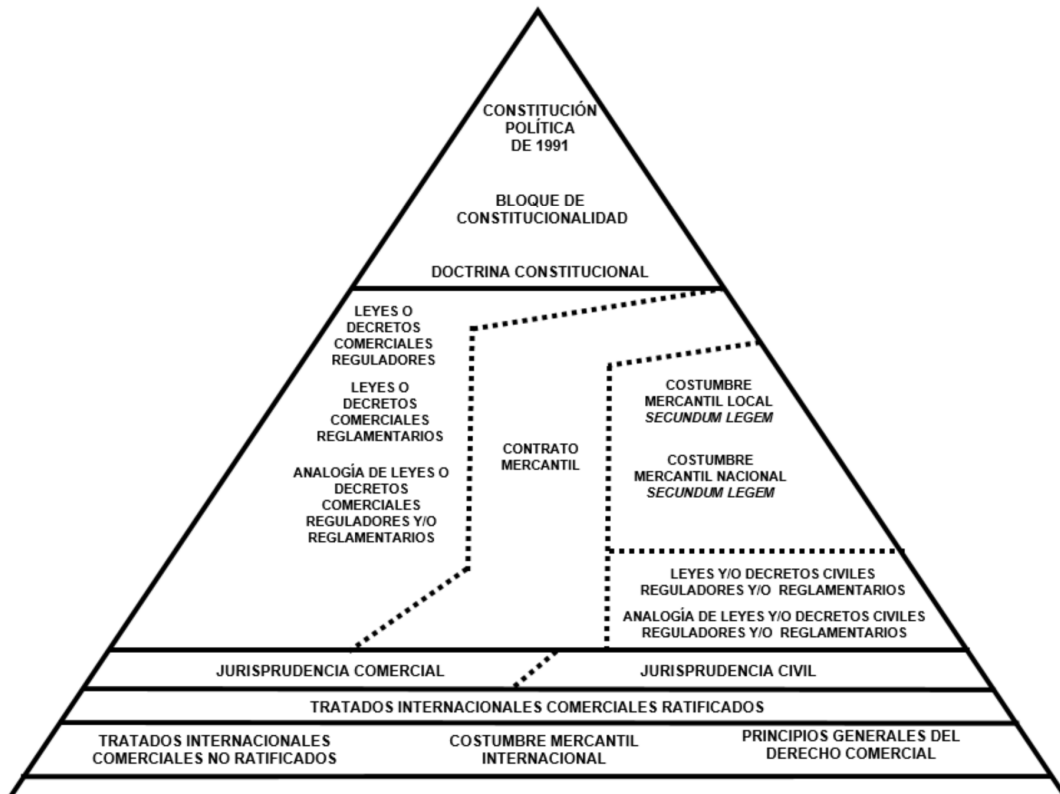 CONSTITUCIÓN
POLÍTICA
DE 1991
BLOQUE DE
CONSTITUCIONALIDAD
DOCTRINA CONSTITUCIONAL
LEYES O
DECRETOS
COMERCIALES
REGULADORES
LEYES O
DECRETOS
COMERCIALES
REGLAMENTARIOS
ANALOGÍA DE LEYES O
DECRETOS
COMERCIALES
REGULADORES Y/O
REGLAMENTARIOS
CONTRATO
MERCANTIL
COSTUMBRE
MERCANTIL LOCAL
SECUNDUM LEGEM
COSTUMBRE
MERCANTIL NACIONAL
SECUNDUM LEGEM
LEYES Y/O DECRETOS CIVILES
REGULADORES Y/O REGLAMENTARIOS
ANALOGÍA DE LEYES Y/O DECRETOS CIVILES
REGULADORES Y/O REGLAMENTARIOS
JURISPRUDENCIA COMERCIAL
JURISPRUDENCIA CIVIL
TRATADOS INTERNACIONALES COMERCIALES RATIFICADOS
TRATADOS INTERNACIONALES
COMERCIALES NO RATIFICADOS
COSTUMBRE MERCANTIL
INTERNACIONAL
PRINCIPIOS GENERALES DEL
DERECHO COMERCIAL